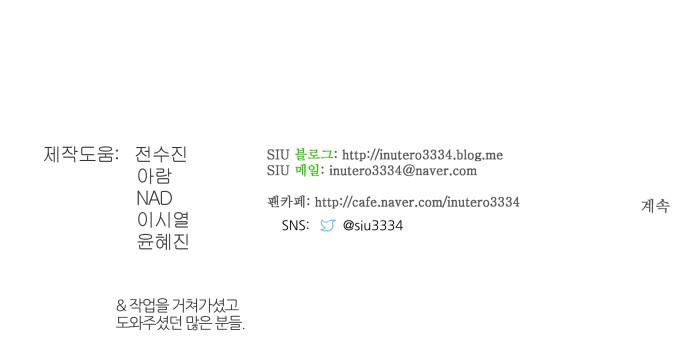 제작도움: 전수진
아람
NAD
이시열
윤혜진
SIU 블로그: http://inutero3334.blog.me
SIU 메일: inutero3334@naver.com
팬카페: http://cafe.naver.com/inutero3334
SNS: @siu3334
계속
& 작업을 거쳐가셨고
도와주셨던 많은 분들.